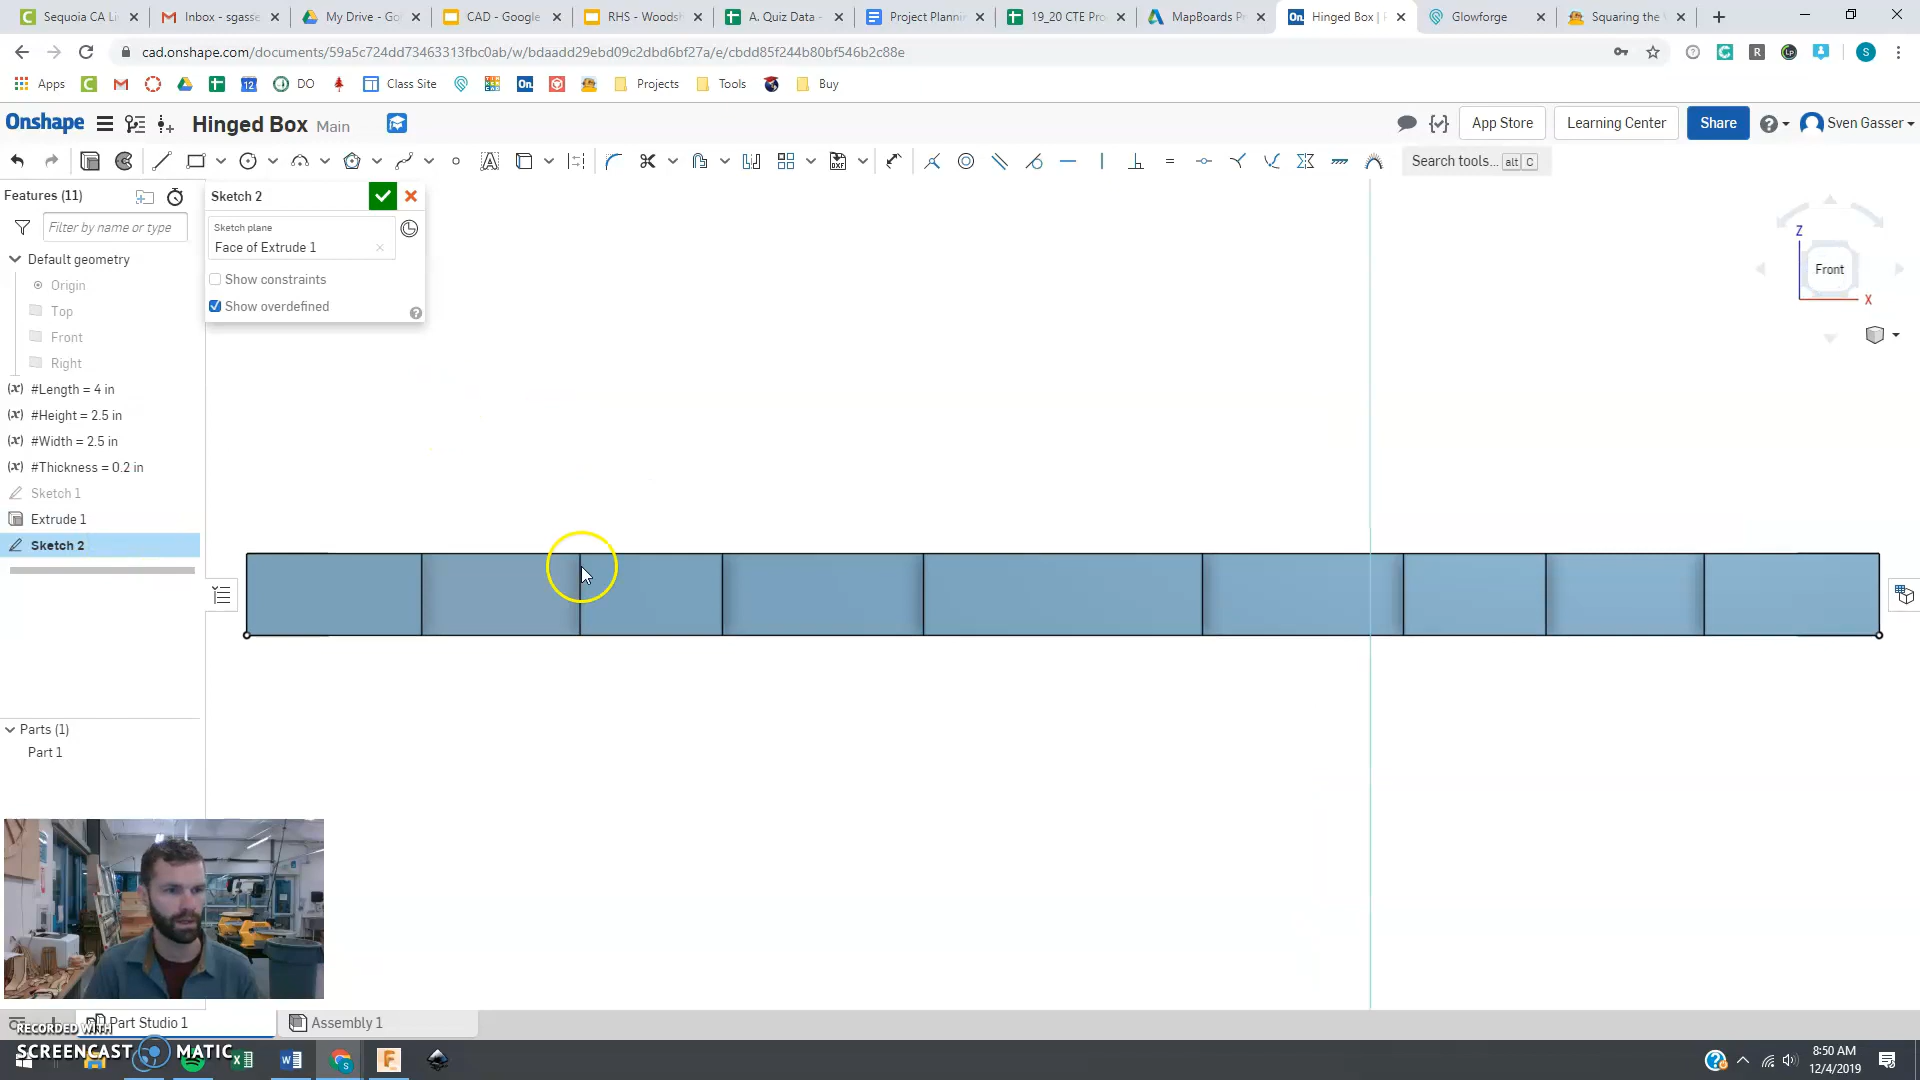 Sequoia CA Li
Inbox - sgasse
My Drive - Go
CAD - Google
RHS - Woodsh
A. Quiz Data -
Project Plannin
19_20 CTE Pro
MapBoards P
Hinged Box |
Glowforge
Squaring the
cad.onshape.com/documents/59a5c724dd73463313fbc0ab/w/bdaadd29ebd09c2dbd6bf27a/e/cbdd85f244b80bf546b2c88e
Apps
DO
Class Site
Projects
Tools
Buy
Onshape
Hinged Box Main
App Store
Learning Center
Share
Sven Gasser
Search tools... alt C
Features (11)
Filter by name or type
Default geometry
Origin
Top
Front
Right
(x) #Length = 4 in
(x) #Height = 2.5 in
(x) #Width = 2.5 in
(x) #Thickness = 0.2 in
Sketch 1
Extrude 1
Sketch 2
Sketch 2
Sketch plane
Face of Extrude 1
Show constraints
Show overdefined
Z
Front
X
Parts (1)
Part 1
Part Studio 1
Assembly 1
RECORDED WITH
SCREENCAST MATIC
8:50 AM
12/4/2019